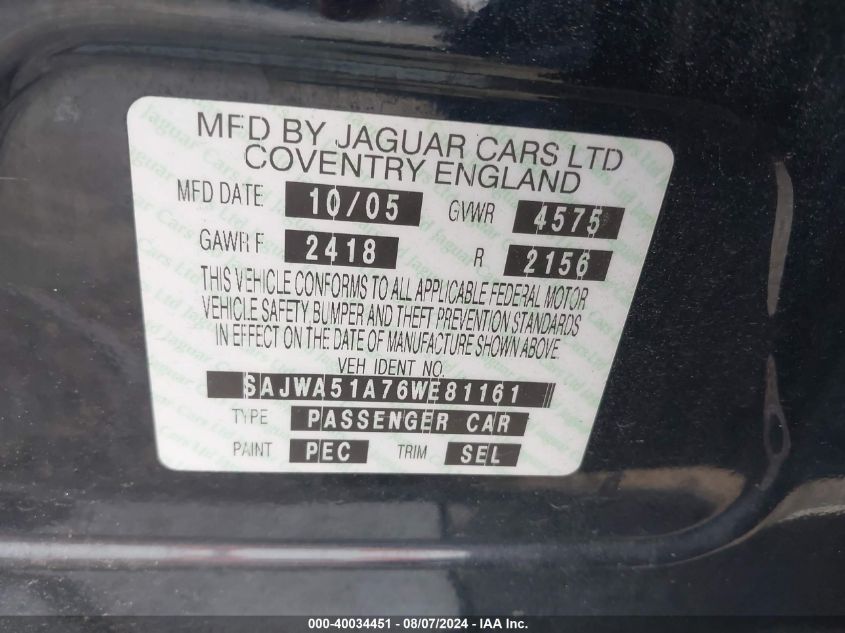 MFD BY JAGUAR CARS LTD
COVENTRY ENGLAND
MFD DATE 10/05 GVWR 4575
GAWR F 2418 R 2156
THIS VEHICLE CONFORMS TO ALL APPLICABLE FEDERAL MOTOR
VEHICLE SAFETY BUMPER AND THEFT PREVENTION STANDARDS
IN EFFECT ON THE DATE OF MANUFACTURE SHOWN ABOVE.
VEH IDENT NO.
SAJWA51A76WE81161
TYPE PASSENGER CAR
PAINT PEC TRIM SEL
000-40034451 - 08/07/2024 - IAA Inc.